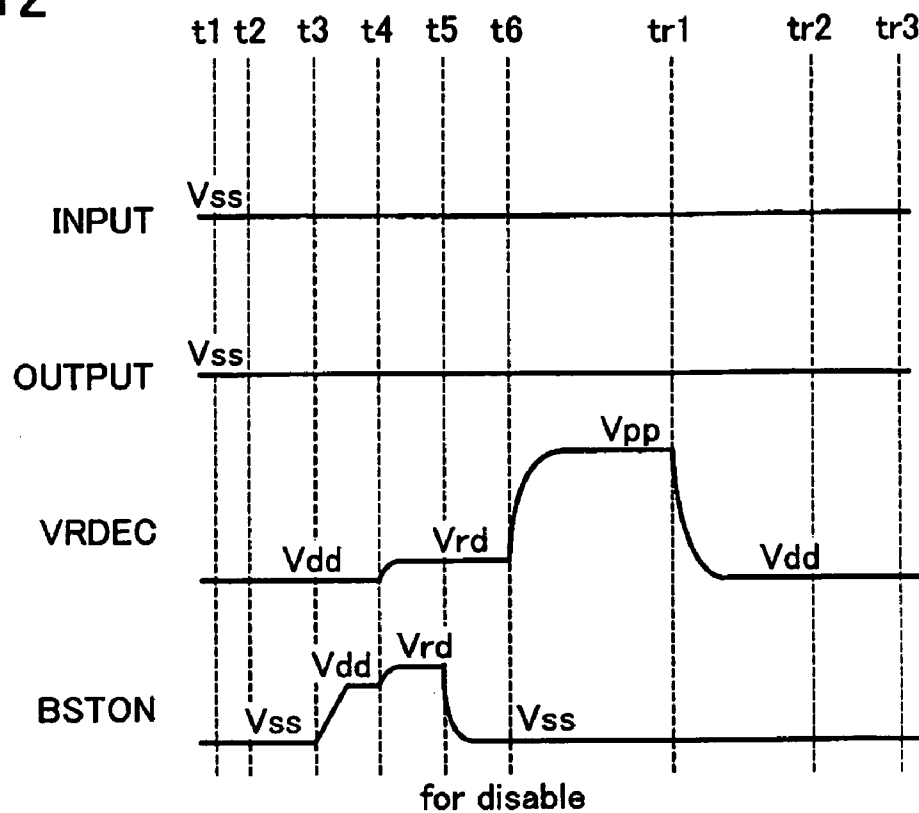 t1 t2 t3 t4 t5 t6 tr1 tr2 tr3
Vss
INPUT
Vss
OUTPUT
Vpp
VRDEC
Vdd Vrd Vdd
Vdd Vrd
BSTON
Vss Vss
for disable